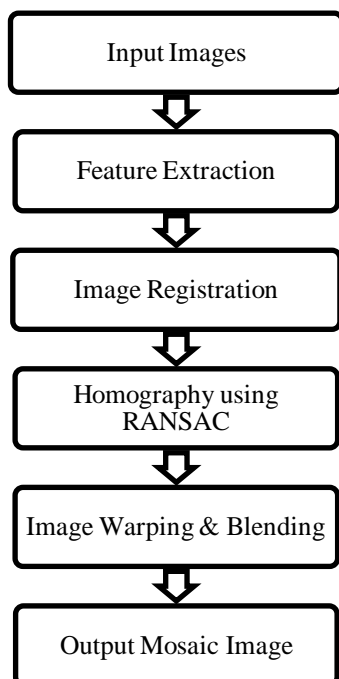 Input Images
Feature Extraction
Image Registration
Homography using
RANSAC
Image Warping & Blending
Output Mosaic Image